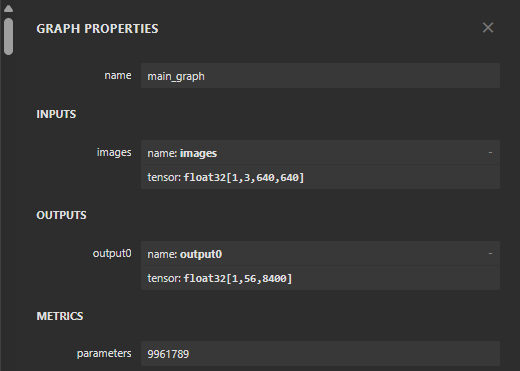 GRAPH PROPERTIES ×
name main_graph
INPUTS
images name: images -
tensor: float32[1,3,640,640]
OUTPUTS
output0 name: output0 -
tensor: float32[1,56,8400]
METRICS
parameters 9961789